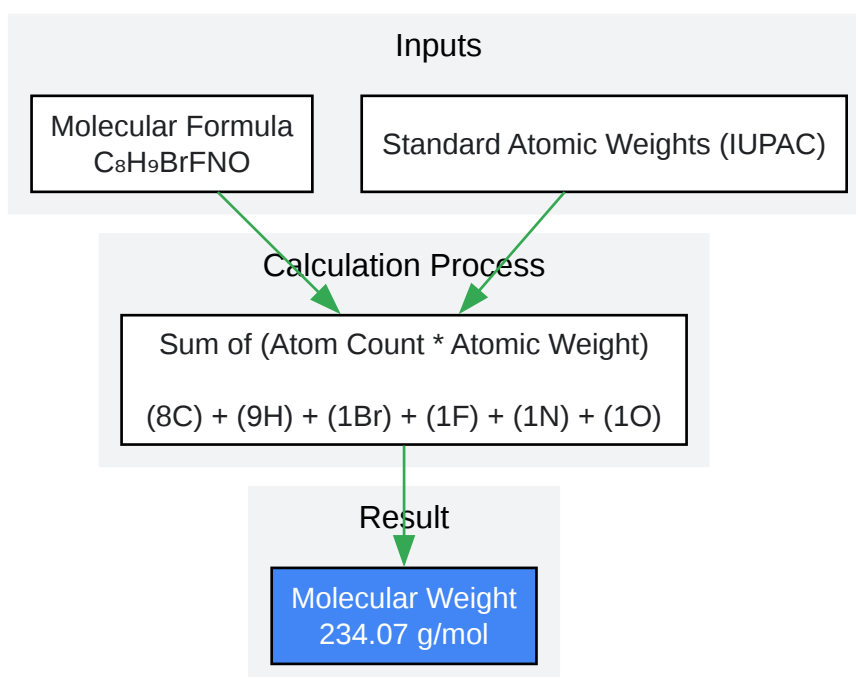 Inputs
Molecular Formula
C₈H₉BrFNO
Standard Atomic Weights (IUPAC)
Calculation Process
Sum of (Atom Count * Atomic Weight)
(8C) + (9H) + (1Br) + (1F) + (1N) + (1O)
Result
Molecular Weight
234.07 g/mol